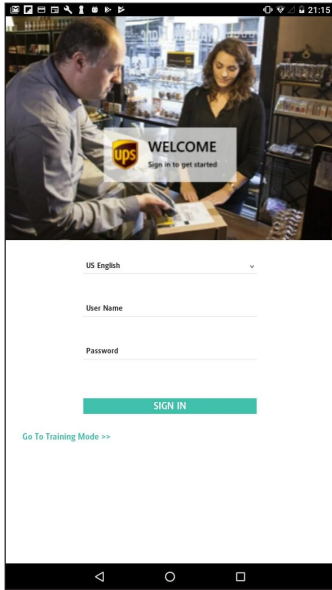 21:15
ups
WELCOME
Sign in to get started
US English
User Name
Password
SIGN IN
Go To Training Mode >>